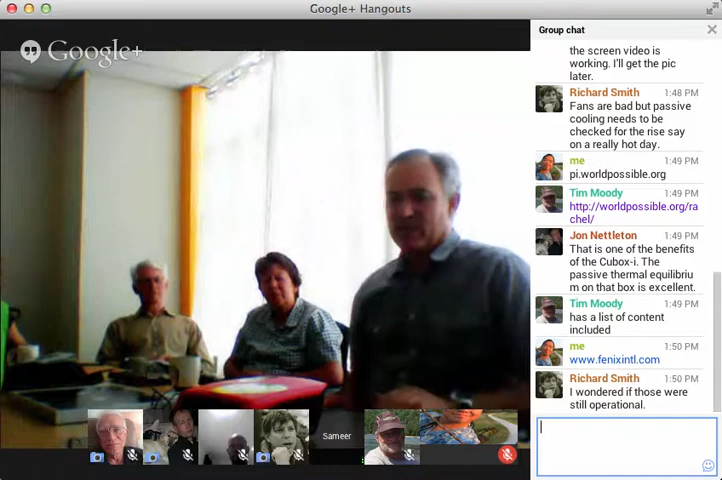 Google+ Hangouts
Google+
Group chat
the screen video is
working. I'll get the pic
later.
Richard Smith 1:48 PM
Fans are bad but passive
cooling needs to be
checked for the rise say
on a really hot day.
me 1:49 PM
pi.worldpossible.org
Tim Moody 1:49 PM
http://worldpossible.org/ra
chel/
Jon Nettleton 1:49 PM
That is one of the benefits
of the Cubox-i. The
passive thermal equilibriu
m on that box is excellent.
Tim Moody 1:49 PM
has a list of content
included
me 1:50 PM
www.fenixintl.com
Richard Smith 1:50 PM
I wondered if those were
still operational.
Sameer